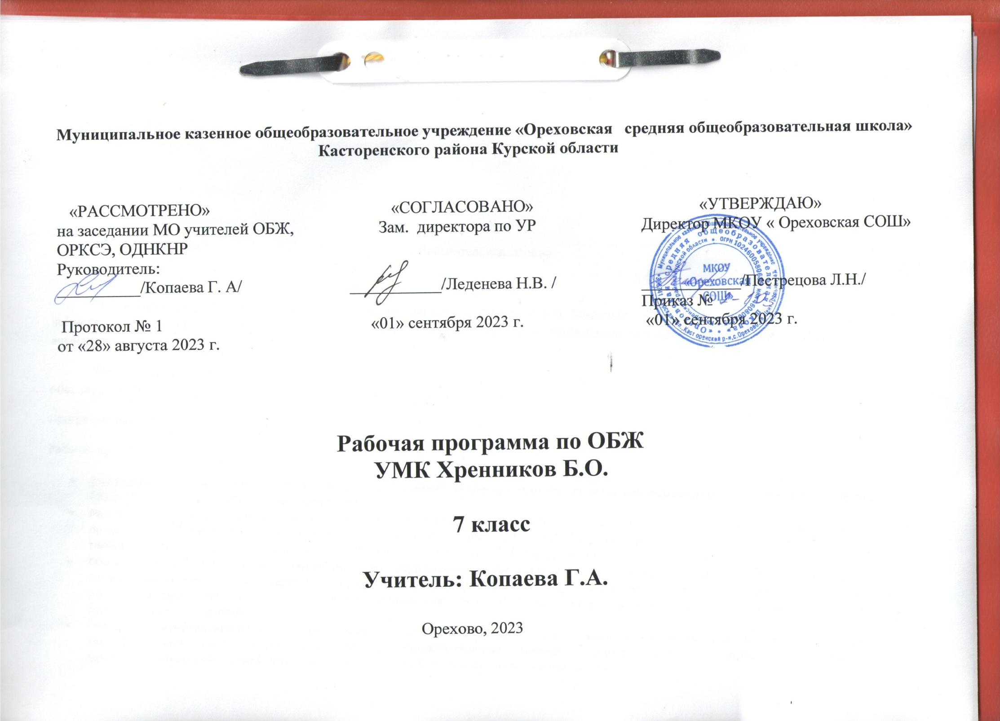 Муниципальное казенное общеобразовательное учреждение «Ореховская средняя общеобразовательная школа»
Касторенского района Курской области
«РАССМОТРЕНО»
на заседании МО учителей ОБЖ,
ОРКСЭ, ОДНКНР
Руководитель:
__________/Копаева Г. А/
Протокол № 1
от «28» августа 2023 г.
«СОГЛАСОВАНО»
Зам. директора по УР
___________/Леденева Н.В. /
«01» сентября 2023 г.
«УТВЕРЖДАЮ»
Директор МКОУ « Ореховская СОШ»
____________/Пестрецова Л.Н./
Приказ №
«01» сентября 2023 г.
МКОУ
«Ореховская
СОШ»
Рабочая программа по ОБЖ
УМК Хренников Б.О.
7 класс
Учитель: Копаева Г.А.
Орехово, 2023